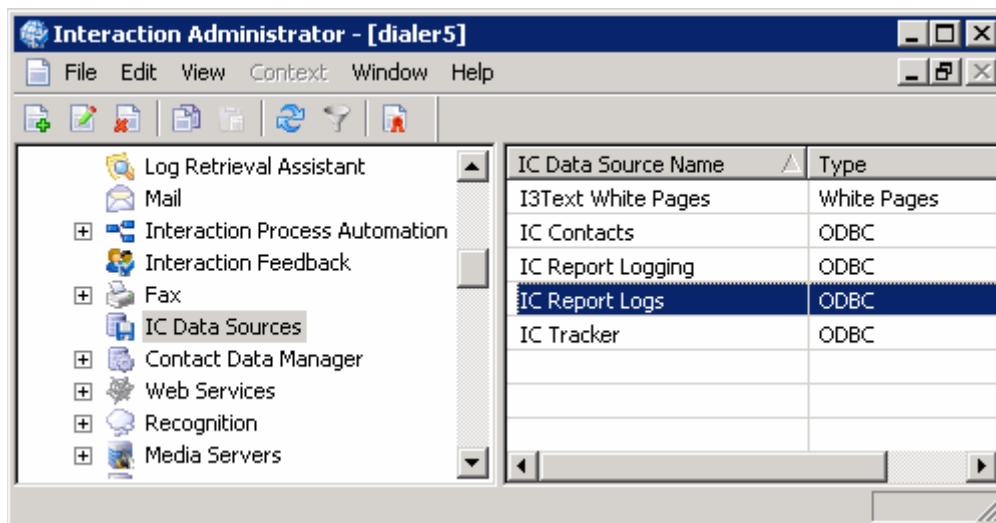 Interaction Administrator - [dialer5]
File Edit View Context Window Help
Log Retrieval Assistant
Mail
Interaction Process Automation
Interaction Feedback
Fax
IC Data Sources
Contact Data Manager
Web Services
Recognition
Media Servers
IC Data Source Name Type
I3Text White Pages White Pages
IC Contacts ODBC
IC Report Logging ODBC
IC Report Logs ODBC
IC Tracker ODBC